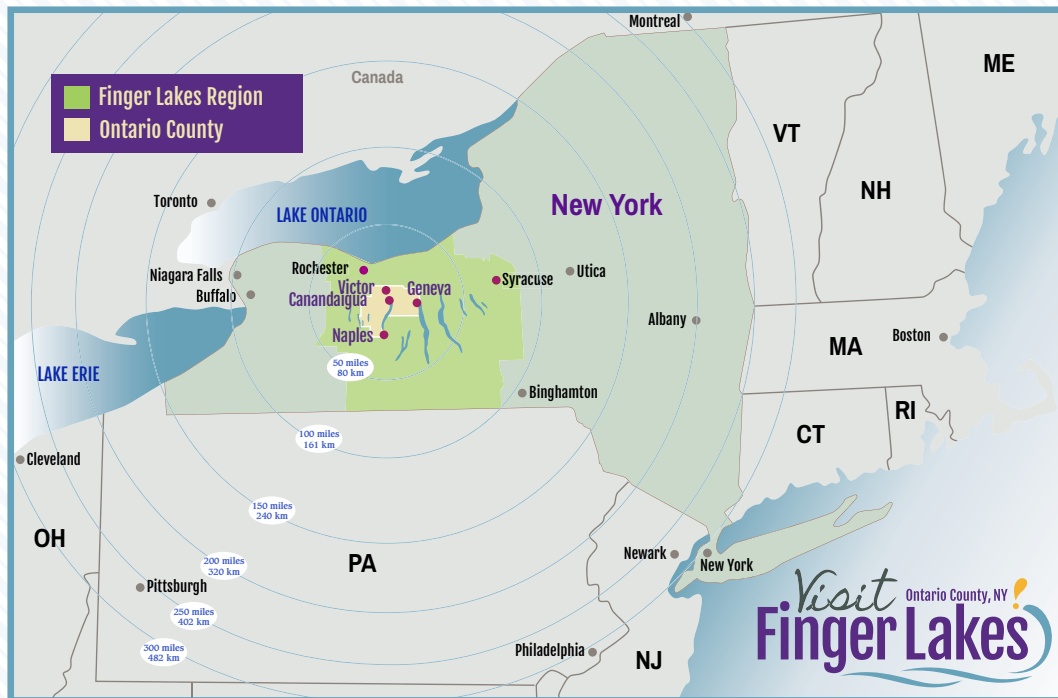 Montreal
ME
Canada
Finger Lakes Region
Ontario County
VT
NH
Toronto
LAKE ONTARIO
New York
Rochester
Niagara Falls
Utica
Syracuse
Victor
Geneva
Buffalo
Canandaigua
Albany
Naples
Boston
MA
50 miles
80 km
LAKE ERIE
Binghamton
RI
CT
100 miles
161 km
Cleveland
150 miles
240 km
OH
PA
Newark
New York
200 miles
320 km
Pittsburgh
250 miles
402 km
300 miles
482 km
Philadelphia
NJ
Visit
Ontario County, NY
Finger Lakes